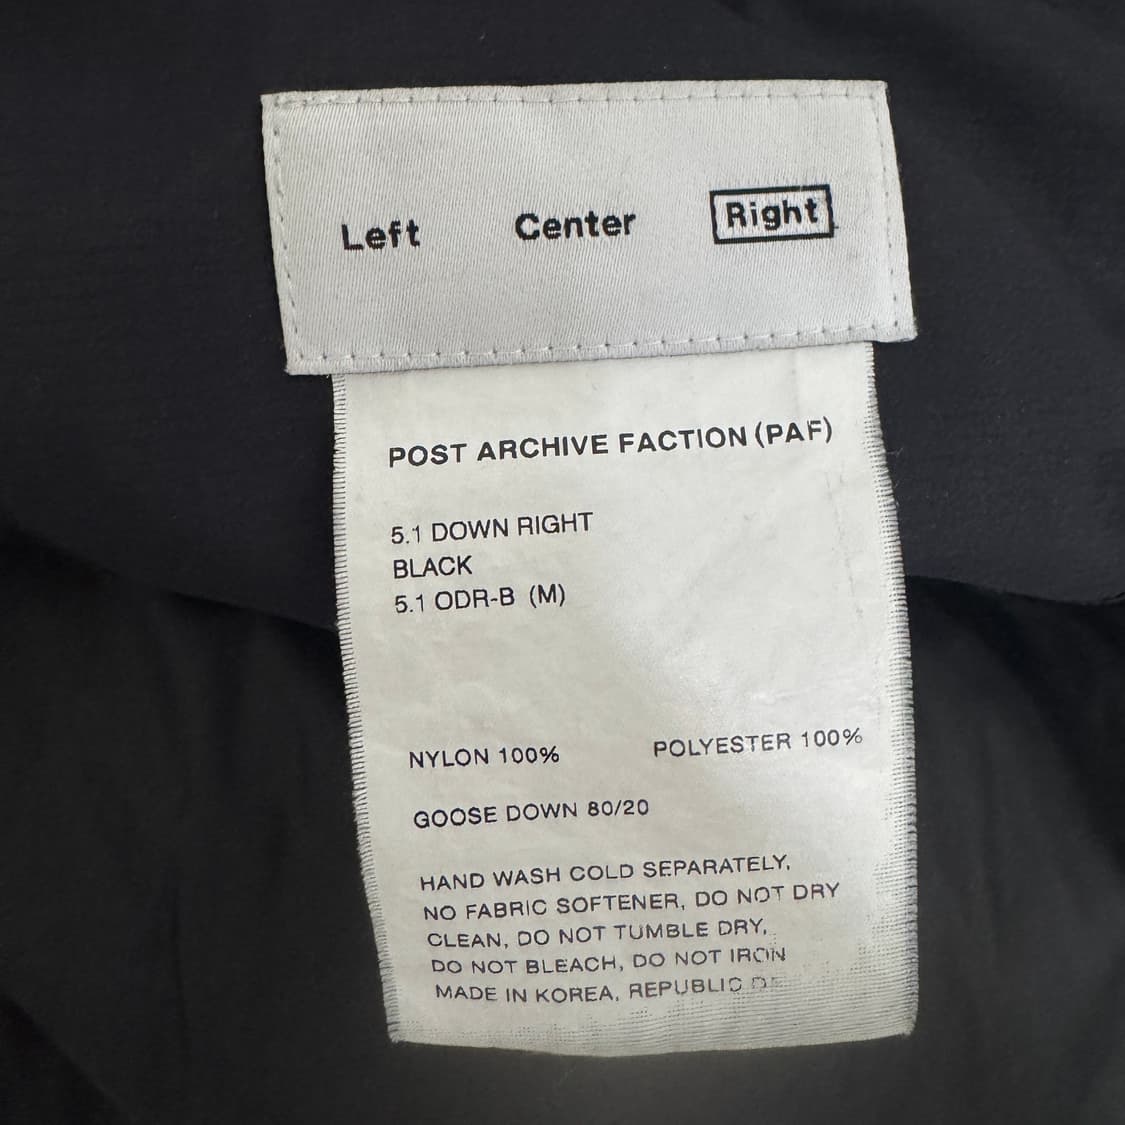 Left Center Right
POST ARCHIVE FACTION (PAF)
5.1 DOWN RIGHT
BLACK
5.1 ODR-B (M)
NYLON 100% POLYESTER 100%
GOOSE DOWN 80/20
HAND WASH COLD SEPARATELY,
NO FABRIC SOFTENER, DO NOT DRY
CLEAN, DO NOT TUMBLE DRY,
DO NOT BLEACH, DO NOT IRON
MADE IN KOREA, REPUBLIC OF